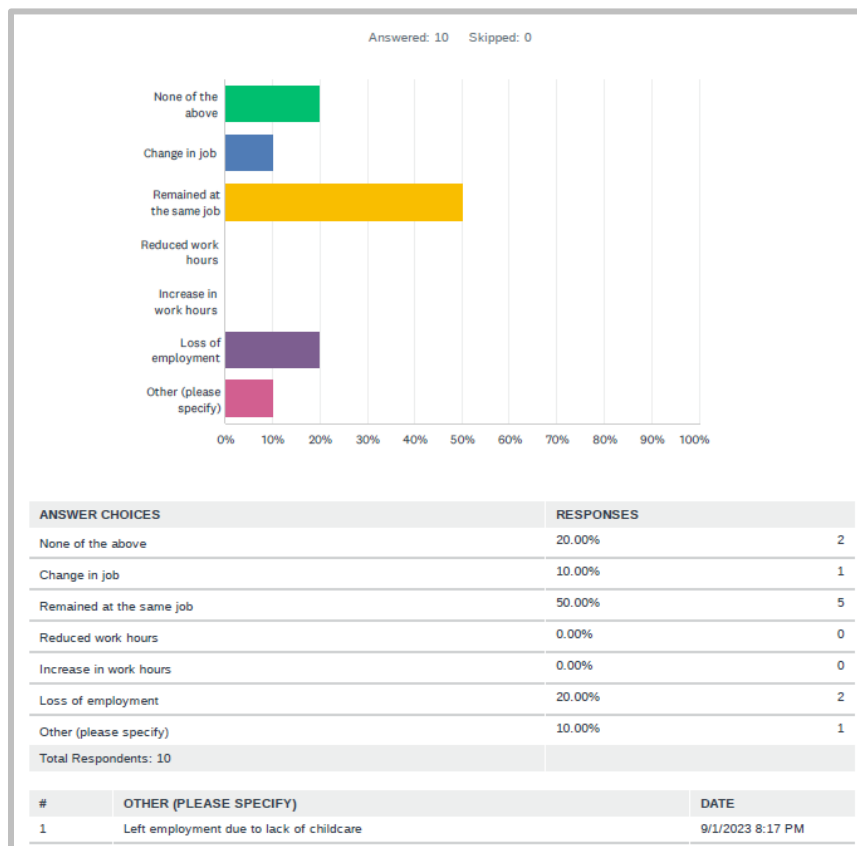 Answered: 10 Skipped: 0
None of the
above
Change in job
Remained at
the same job
Reduced work
hours
Increase in
work hours
Loss of
employment
Other (please
specify)
0% 10% 20% 30% 40% 50% 60% 70% 80% 90% 100%
ANSWER CHOICES RESPONSES
None of the above 20.00% 2
Change in job 10.00% 1
Remained at the same job 50.00% 5
Reduced work hours 0.00% 0
Increase in work hours 0.00% 0
Loss of employment 20.00% 2
Other (please specify) 10.00% 1
Total Respondents: 10
# OTHER (PLEASE SPECIFY) DATE
1 Left employment due to lack of childcare 9/1/2023 8:17 PM